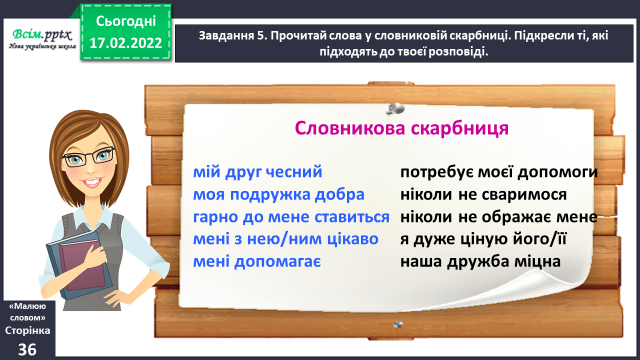 Всім.pptx
Нова українська школа
Сьогодні
17.02.2022
Завдання 5. Прочитай слова у словниковій скарбниці. Підкресли ті, які
підходять до твоєї розповіді.
Словникова скарбниця
мій друг чесний
моя подружка добра
гарно до мене ставиться
мені з нею/ним цікаво
мені допомагає
потребує моєї допомоги
ніколи не сваримося
ніколи не ображає мене
я дуже ціную його/її
наша дружба міцна
«Малюю
словом»
Сторінка
36